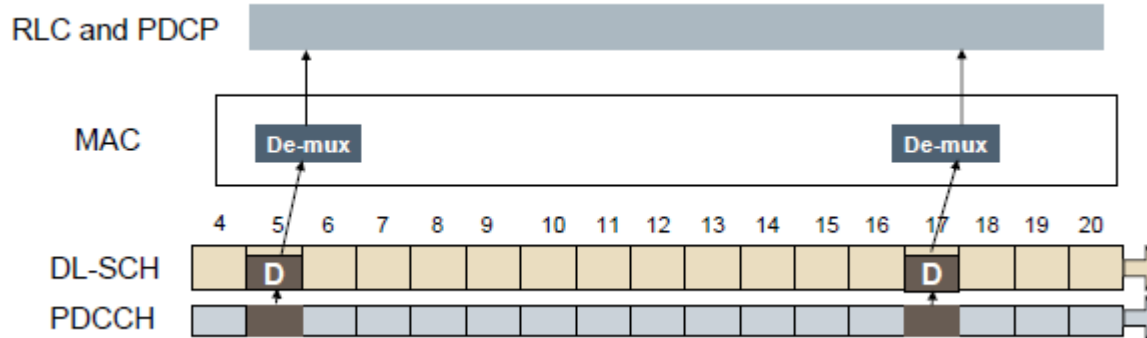 RLC and PDCP
MAC
De-mux
De-mux
4 5 6 7 8 9 10 11 12 13 14 15 16 17 18 19 20
DL-SCH
D
D
PDCCH